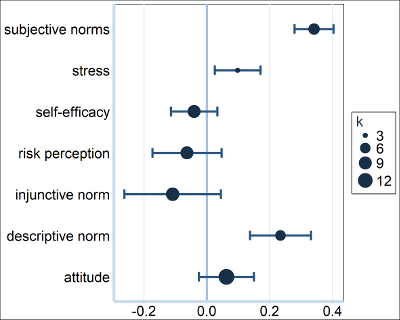 subjective norms
stress
self-efficacy
risk perception
injunctive norm
descriptive norm
attitude
-0.2 0.0 0.2 0.4
k
3
6
9
12